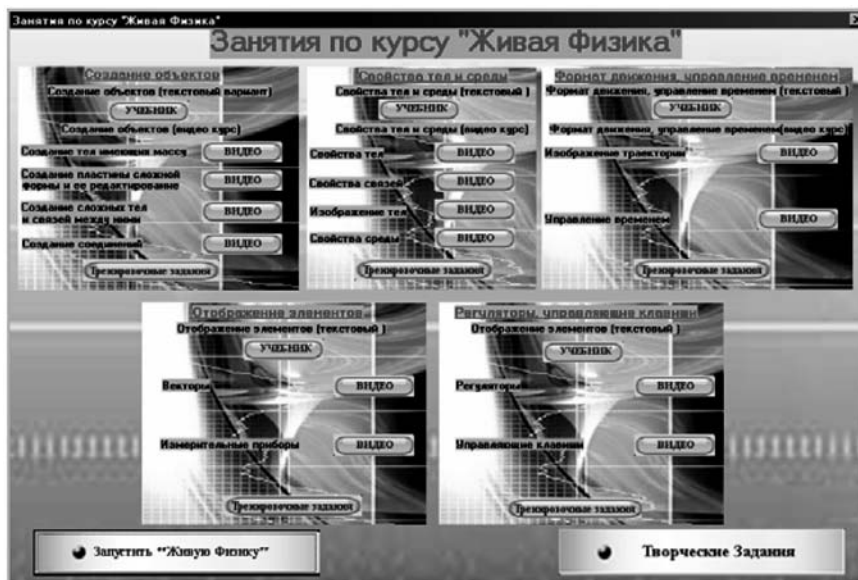 Занятия по курсу "Живая Физика"
Занятия по курсу "Живая Физика"
Создание объектов
Создание объектов (текстовый вариант)
УЧЕБНИК
Создание объектов (видео курс)
Создание тел имеющих массу
ВИДЕО
Создание пластины сложной
формы и ее редактирование
ВИДЕО
Создание сложных тел
и связей между ними
ВИДЕО
Создание соединений
ВИДЕО
Тренировочные задания
Свойства тел и среды
Свойства тел и среды (текстовый )
УЧЕБНИК
Свойства тел и среды (видео курс)
Свойства тел
ВИДЕО
Свойства связей
ВИДЕО
Изображение тел
ВИДЕО
Свойства среды
ВИДЕО
Тренировочные задания
Формат движения, управление временем
Формат движения, управление временем (текстовый )
УЧЕБНИК
Формат движения, управление временем(видео курс)
Изображение траектории
ВИДЕО
Управление временем
ВИДЕО
Тренировочные задания
Отображение элементов
Отображение элементов (текстовый )
УЧЕБНИК
Векторы
ВИДЕО
Измерительные приборы
ВИДЕО
Тренировочные задания
Регуляторы, управляющие клавиши
Отображение элементов (текстовый )
УЧЕБНИК
Регуляторы
ВИДЕО
Управляющие клавиши
ВИДЕО
Тренировочные задания
Запустить "Живую Физику"
Творческие Задания